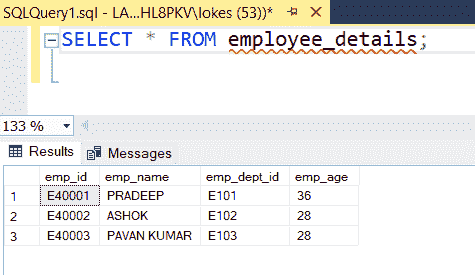 SQLQuery1.sql - LA...HL8PKV\lokes (53))*
SELECT * FROM employee_details;
133 %
Results Messages
emp_id emp_name emp_dept_id emp_age
1 E40001 PRADEEP E101 36
2 E40002 ASHOK E102 28
3 E40003 PAVAN KUMAR E103 28